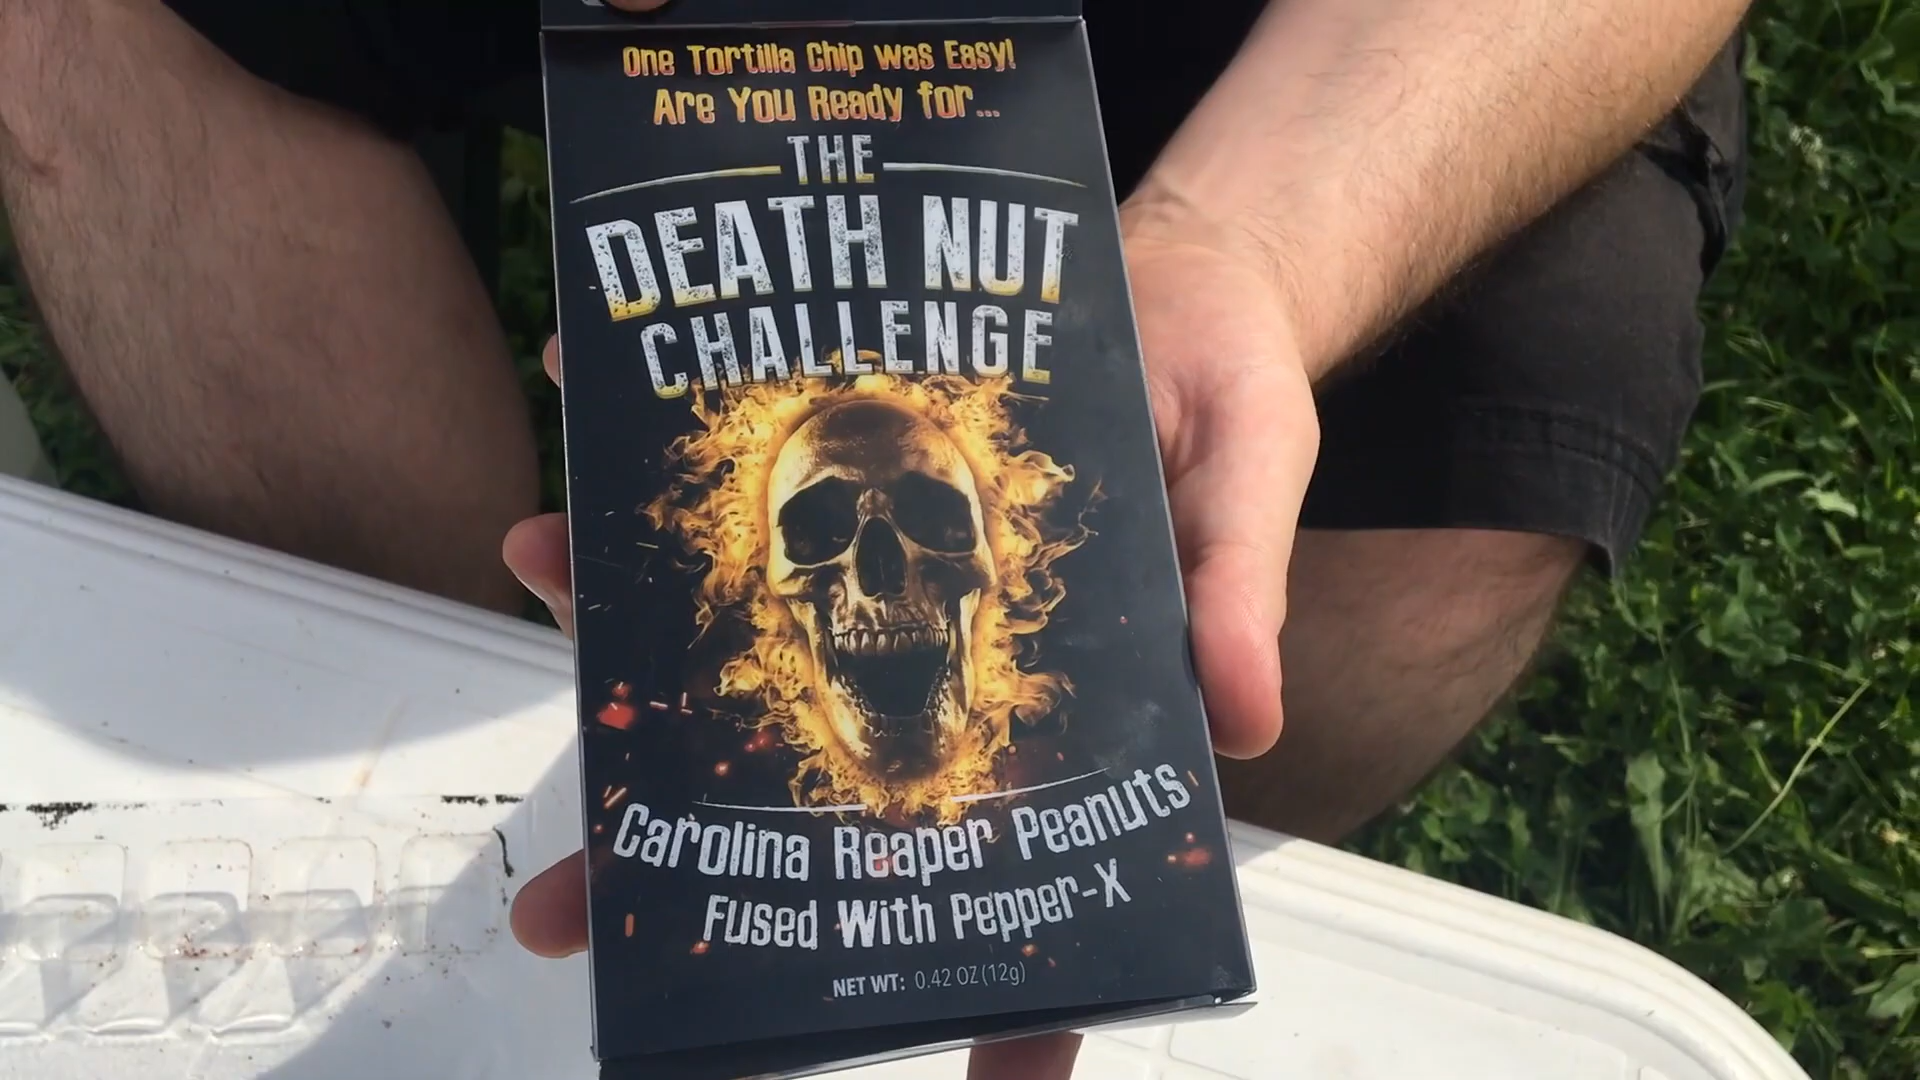 One Tortilla Chip was Easy!
Are You Ready for...
THE
DEATH NUT
CHALLENGE
Carolina Reaper Peanuts
Fused With Pepper-X
NET WT: 0.42 OZ (12g)